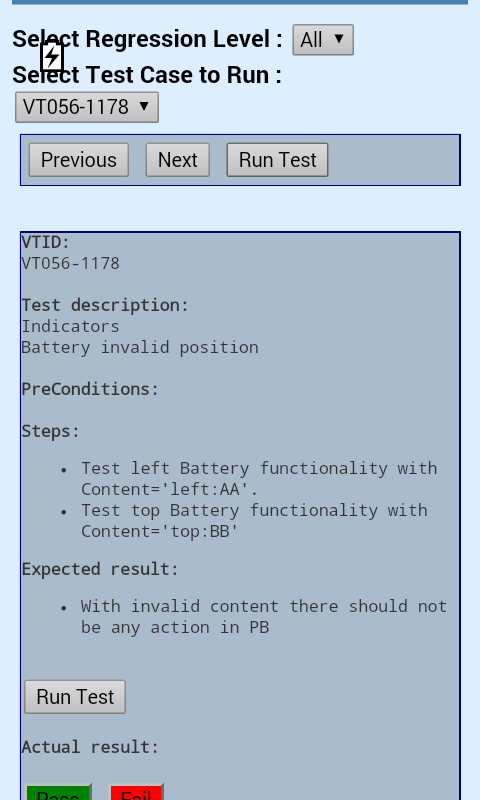 Select Regression Level : All
Select Test Case to Run :
VT056-1178
Previous Next Run Test
VTID:
VT056-1178
Test description:
Indicators
Battery invalid position
PreConditions:
Steps:
• Test left Battery functionality with
Content='left:AA'.
• Test top Battery functionality with
Content='top:BB'
Expected result:
• With invalid content there should not
be any action in PB
Run Test
Actual result:
Pass Fail